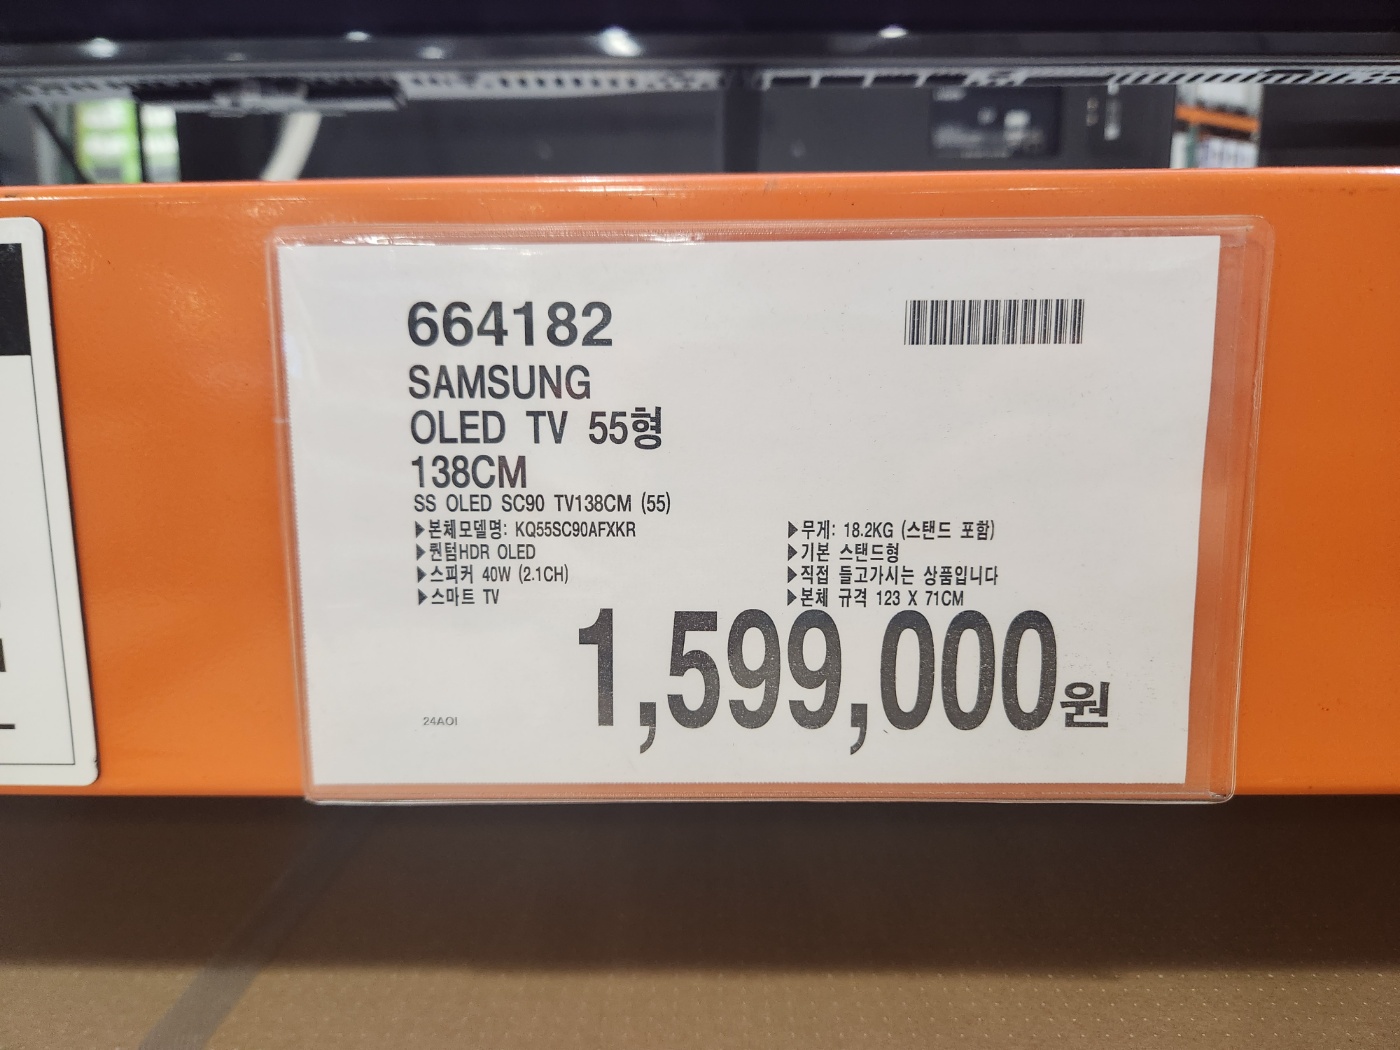 664182
SAMSUNG
OLED TV 55형
138CM
SS OLED SC90 TV138CM (55)
▶본체모델명: KQ55SC90AFXKR
▶퀀텀HDR OLED
▶스피커 40W (2.1CH)
▶스마트 TV
▶무게: 18.2KG (스탠드 포함)
▶기본 스탠드형
▶직접 들고가시는 상품입니다
▶본체 규격 123 X 71CM
1,599,000원
24AOI